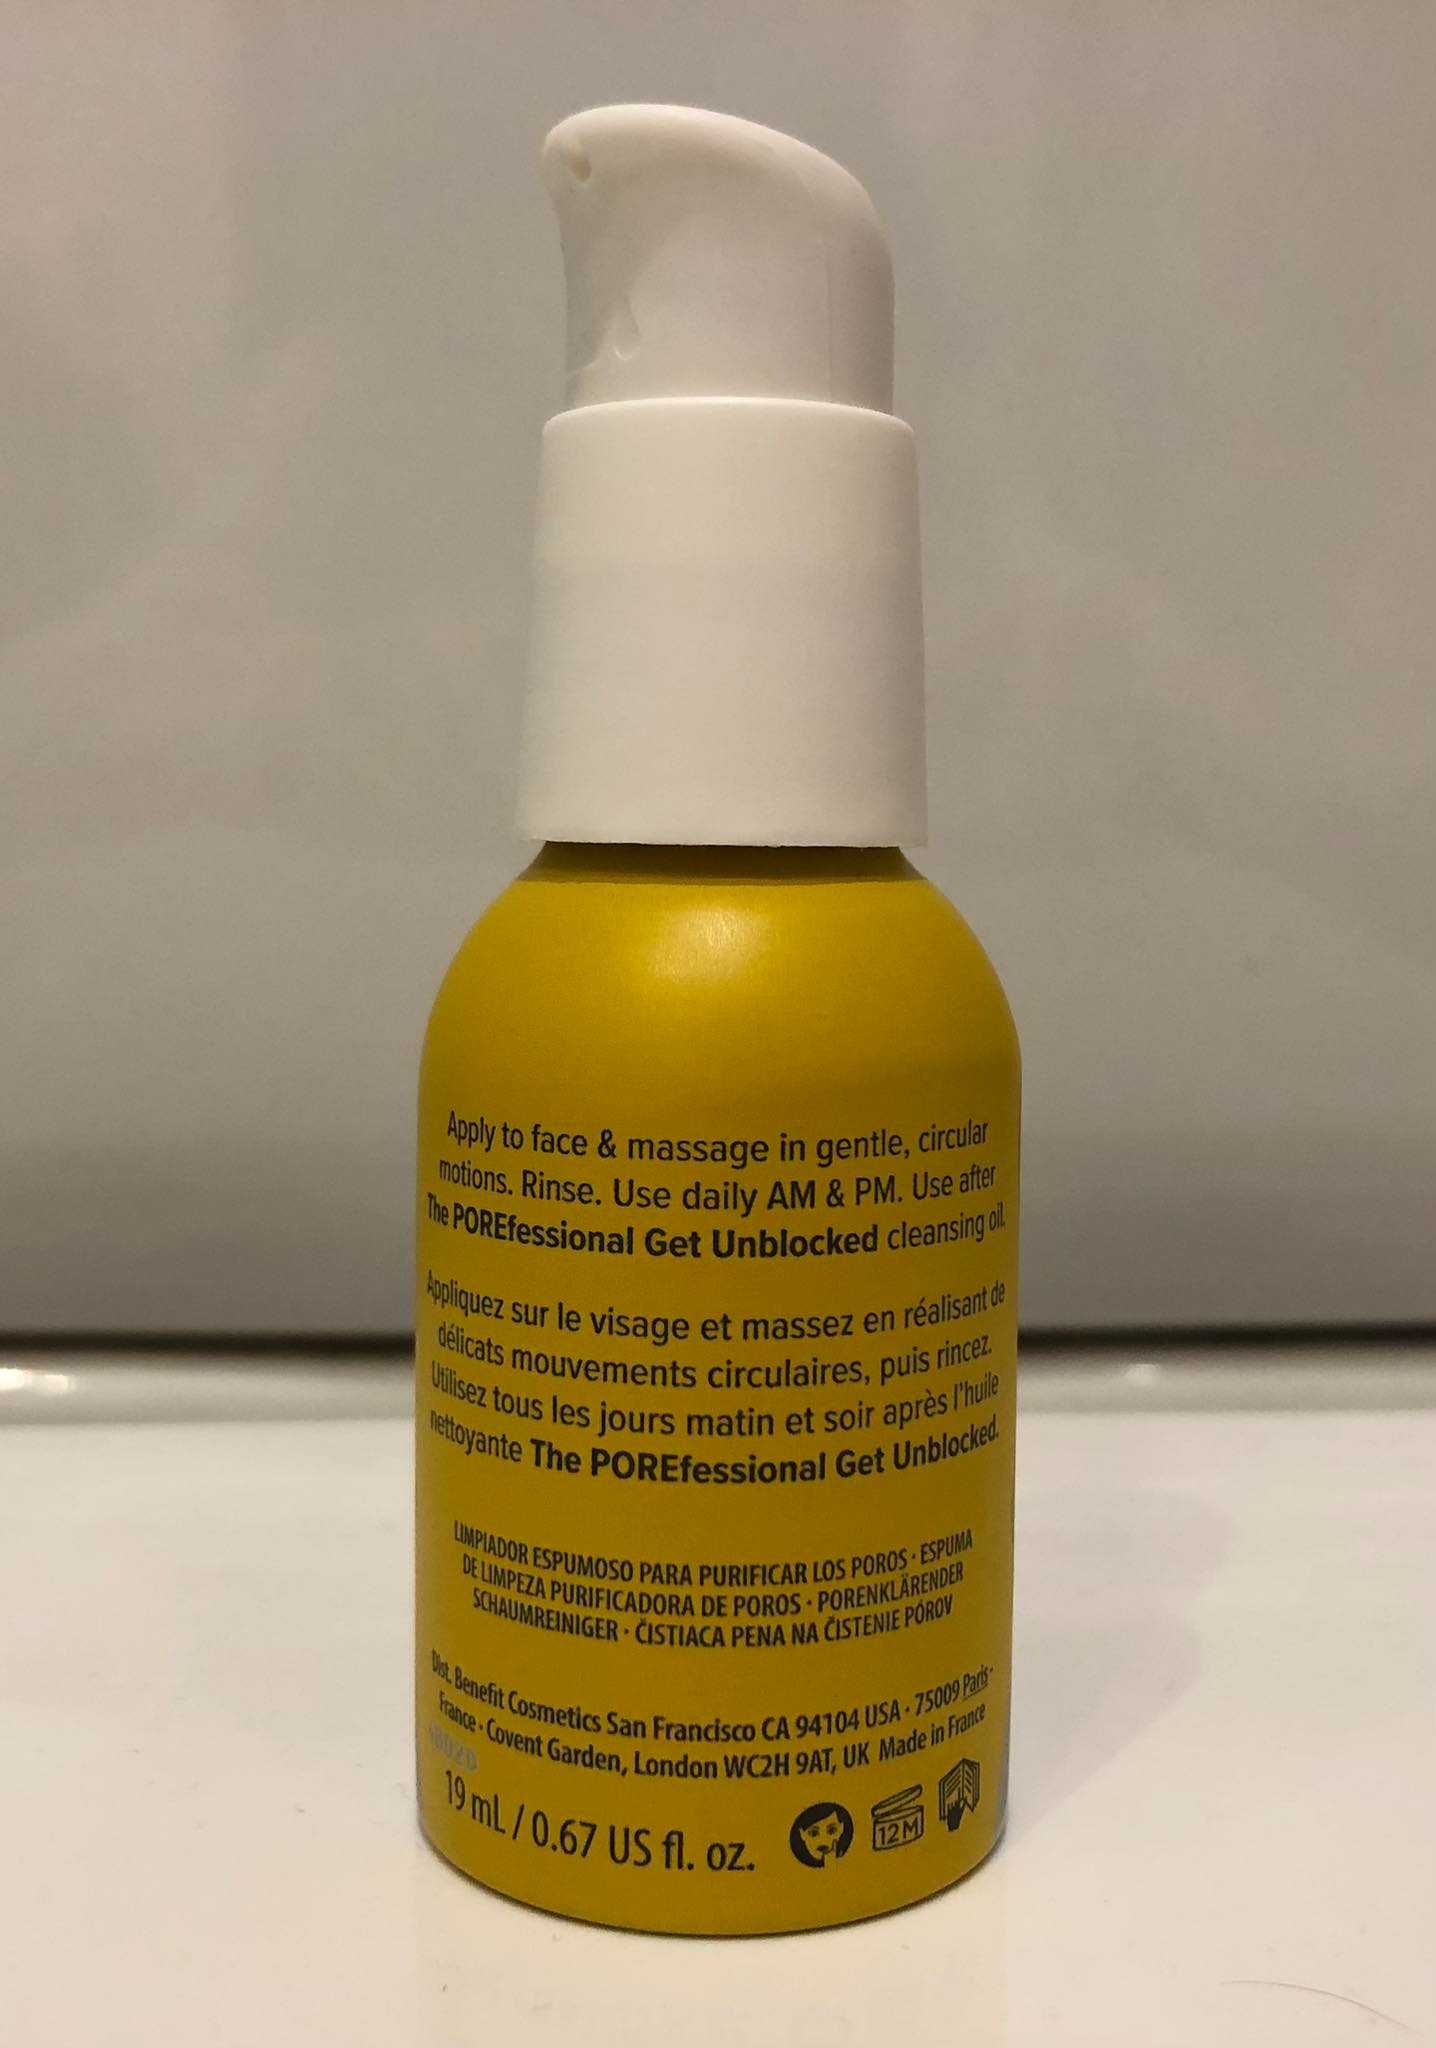 Apply to face & massage in gentle, circular
motions. Rinse. Use daily AM & PM. Use after
The POREfessional Get Unblocked cleansing oil.
Appliquez sur le visage et massez en réalisant de
délicats mouvements circulaires, puis rincez.
Utilisez tous les jours matin et soir après l'huile
nettoyante The POREfessional Get Unblocked.
LIMPIADOR ESPUMOSO PARA PURIFICAR LOS POROS · ESPUMA
DE LIMPEZA PURIFICADORA DE POROS · PORENKLÄRENDER
SCHAUMREINIGER · ČISTIACA PENA NA ČISTENIE PÓROV
Dist. Benefit Cosmetics San Francisco CA 94104 USA · 75009 Paris -
France · Covent Garden, London WC2H 9AT, UK Made in France
19 mL / 0.67 US fl. oz.
12M